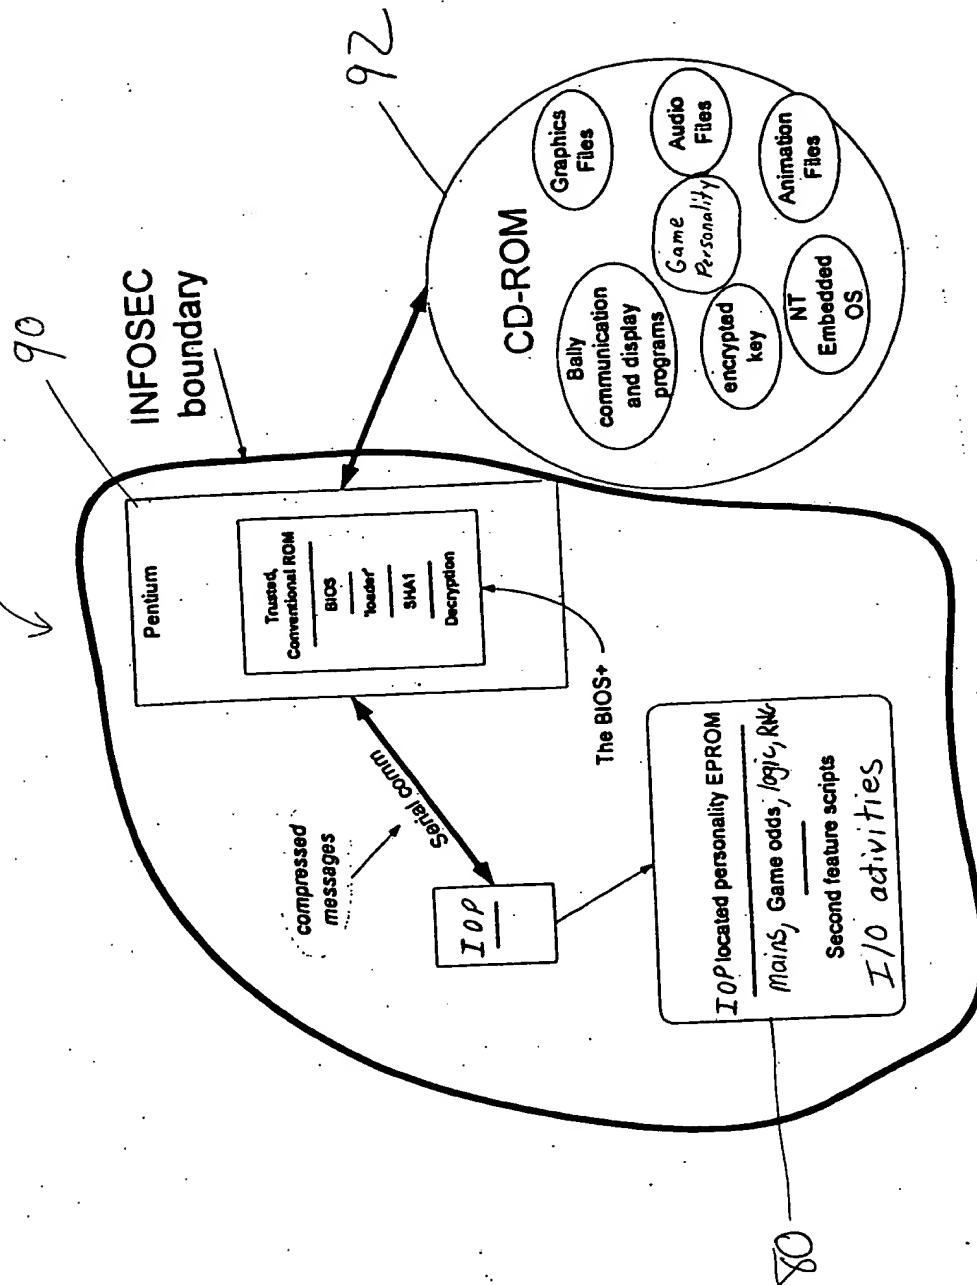 90
INFOSEC
boundary
92
Pentium
Trusted,
Conventional ROM
BIOS
"loader"
SHA1
Decryption
The BIOS+
CD-ROM
Graphics
Files
Audio
Files
Animation
Files
Game
Personality
Bally
communication
and display
programs
encrypted
key
NT
Embedded
OS
compressed
messages
Serial comm
IOP
IOP located personality EPROM
mains, Game odds, logic, RNG
Second feature scripts
I/O activities
80